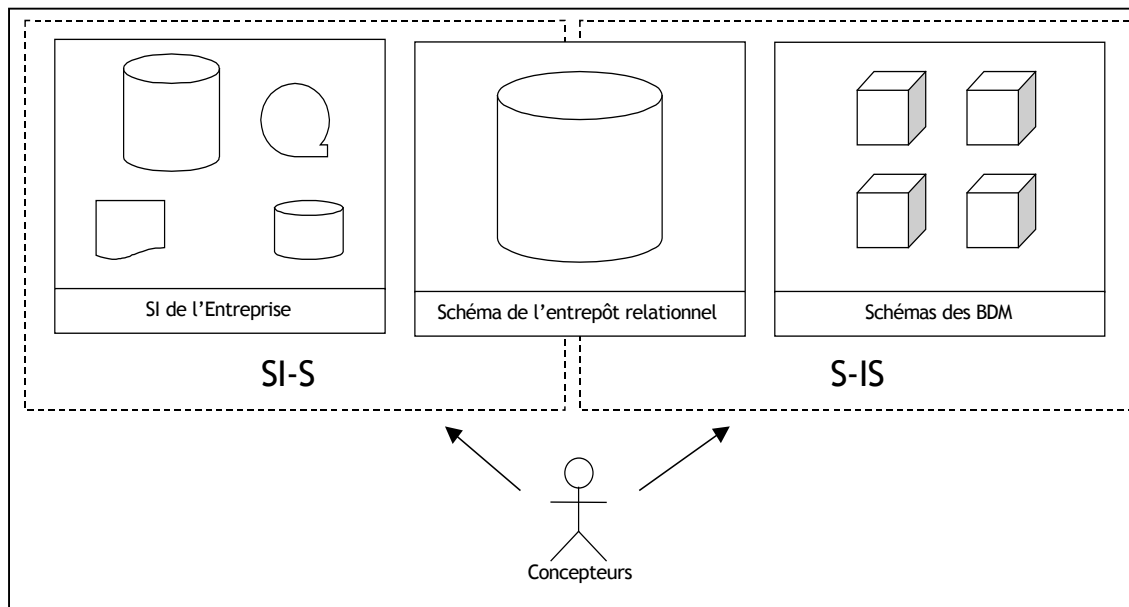 SI de l’Entreprise
Schéma de l’entrepôt relationnel
Schémas des BDM
SI-S
S-IS
Concepteurs